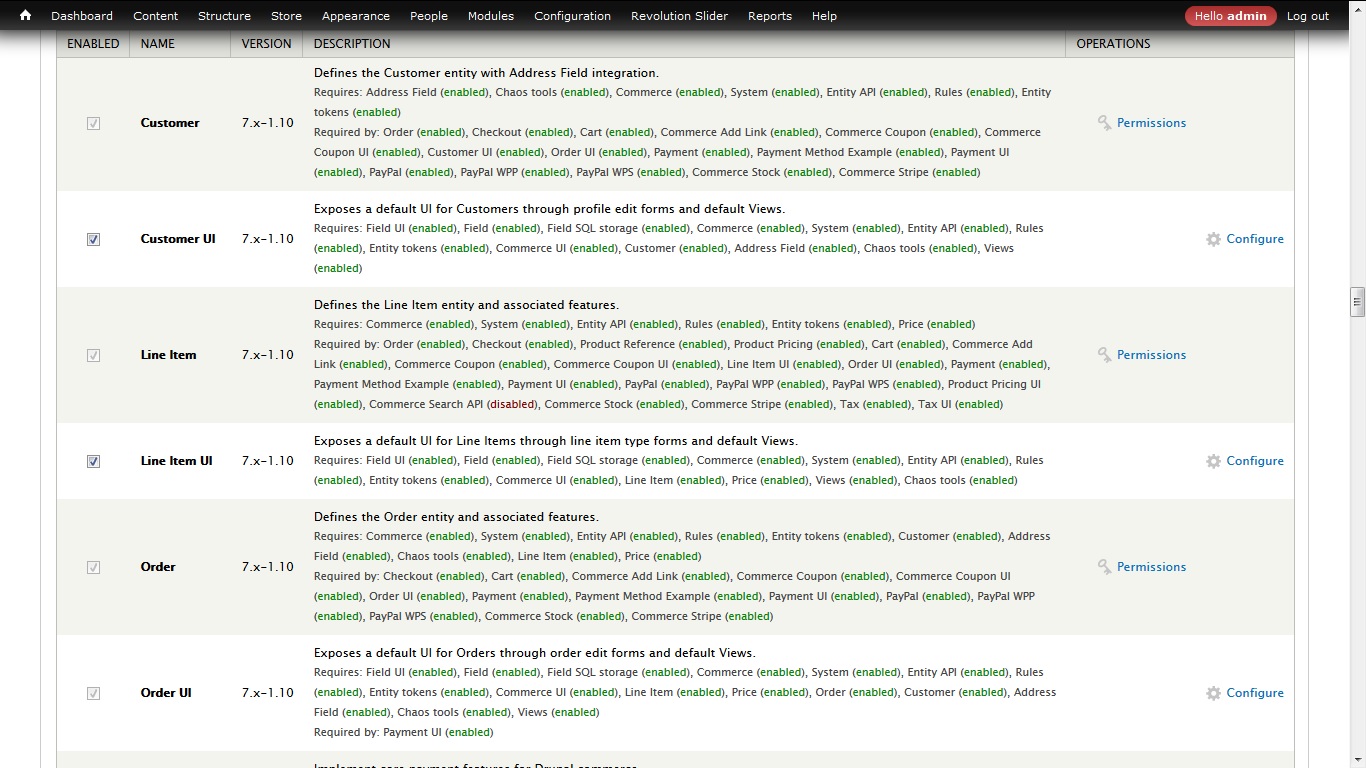 Dashboard Content Structure Store Appearance People Modules Configuration Revolution Slider Reports Help Hello admin Log out
ENABLED NAME VERSION DESCRIPTION OPERATIONS
Defines the Customer entity with Address Field integration.
Requires: Address Field (enabled), Chaos tools (enabled), Commerce (enabled), System (enabled), Entity API (enabled), Rules (enabled), Entity
tokens (enabled)
Customer 7.x-1.10 Permissions
Required by: Order (enabled), Checkout (enabled), Cart (enabled), Commerce Add Link (enabled), Commerce Coupon (enabled), Commerce
Coupon UI (enabled), Customer UI (enabled), Order UI (enabled), Payment (enabled), Payment Method Example (enabled), Payment UI
(enabled), PayPal (enabled), PayPal WPP (enabled), PayPal WPS (enabled), Commerce Stock (enabled), Commerce Stripe (enabled)
Exposes a default UI for Customers through profile edit forms and default Views.
Requires: Field UI (enabled), Field (enabled), Field SQL storage (enabled), Commerce (enabled), System (enabled), Entity API (enabled), Rules
Customer UI 7.x-1.10 Configure
(enabled), Entity tokens (enabled), Commerce UI (enabled), Customer (enabled), Address Field (enabled), Chaos tools (enabled), Views
(enabled)
Defines the Line Item entity and associated features.
Requires: Commerce (enabled), System (enabled), Entity API (enabled), Rules (enabled), Entity tokens (enabled), Price (enabled)
Required by: Order (enabled), Checkout (enabled), Product Reference (enabled), Product Pricing (enabled), Cart (enabled), Commerce Add
Line Item 7.x-1.10 Permissions
Link (enabled), Commerce Coupon (enabled), Commerce Coupon UI (enabled), Line Item UI (enabled), Order UI (enabled), Payment (enabled),
Payment Method Example (enabled), Payment UI (enabled), PayPal (enabled), PayPal WPP (enabled), PayPal WPS (enabled), Product Pricing UI
(enabled), Commerce Search API (disabled), Commerce Stock (enabled), Commerce Stripe (enabled), Tax (enabled), Tax UI (enabled)
Exposes a default UI for Line Items through line item type forms and default Views.
Line Item UI 7.x-1.10 Configure
Requires: Field UI (enabled), Field (enabled), Field SQL storage (enabled), Commerce (enabled), System (enabled), Entity API (enabled), Rules
(enabled), Entity tokens (enabled), Commerce UI (enabled), Line Item (enabled), Price (enabled), Views (enabled), Chaos tools (enabled)
Defines the Order entity and associated features.
Requires: Commerce (enabled), System (enabled), Entity API (enabled), Rules (enabled), Entity tokens (enabled), Customer (enabled), Address
Field (enabled), Chaos tools (enabled), Line Item (enabled), Price (enabled)
Order 7.x-1.10 Permissions
Required by: Checkout (enabled), Cart (enabled), Commerce Add Link (enabled), Commerce Coupon (enabled), Commerce Coupon UI
(enabled), Order UI (enabled), Payment (enabled), Payment Method Example (enabled), Payment UI (enabled), PayPal (enabled), PayPal WPP
(enabled), PayPal WPS (enabled), Commerce Stock (enabled), Commerce Stripe (enabled)
Exposes a default UI for Orders through order edit forms and default Views.
Requires: Field UI (enabled), Field (enabled), Field SQL storage (enabled), Commerce (enabled), System (enabled), Entity API (enabled), Rules
Order UI 7.x-1.10 Configure
(enabled), Entity tokens (enabled), Commerce UI (enabled), Line Item (enabled), Price (enabled), Order (enabled), Customer (enabled), Address
Field (enabled), Chaos tools (enabled), Views (enabled)
Required by: Payment UI (enabled)
Implement core payment features for Drupal commerce.